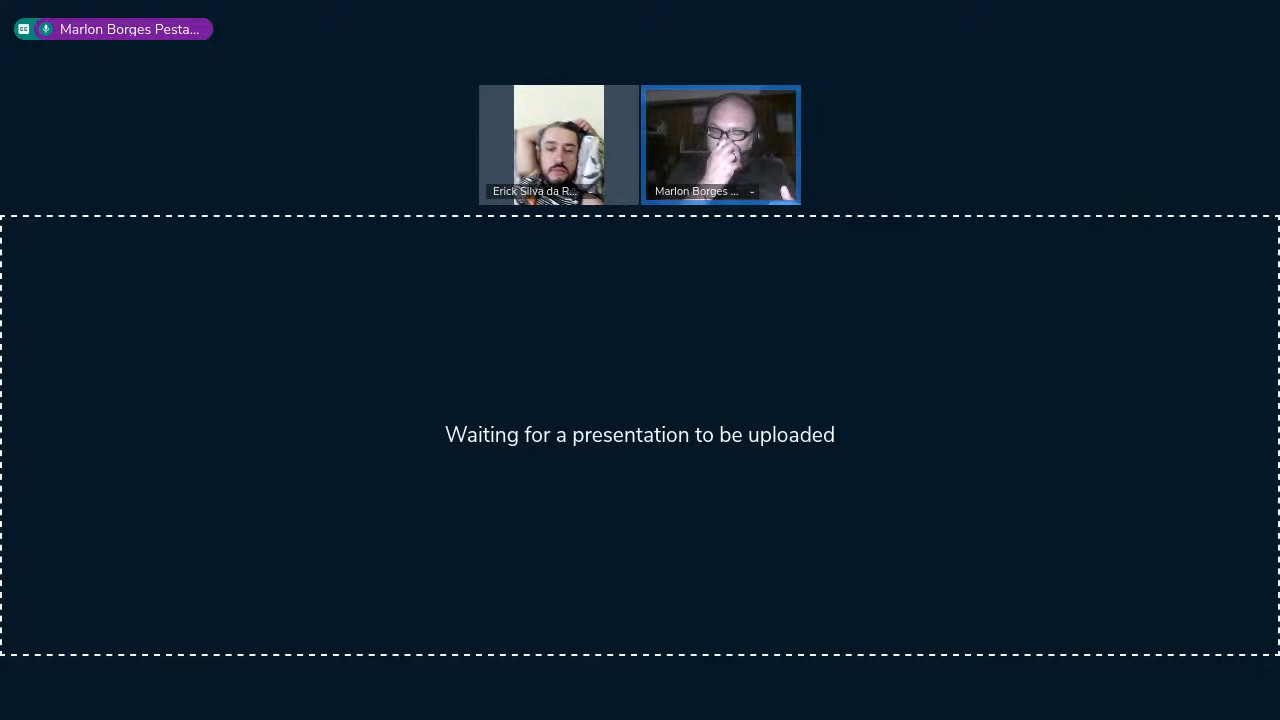 Marlon Borges Pesta...
Erick Silva da R...
Marlon Borges ...
Waiting for a presentation to be uploaded